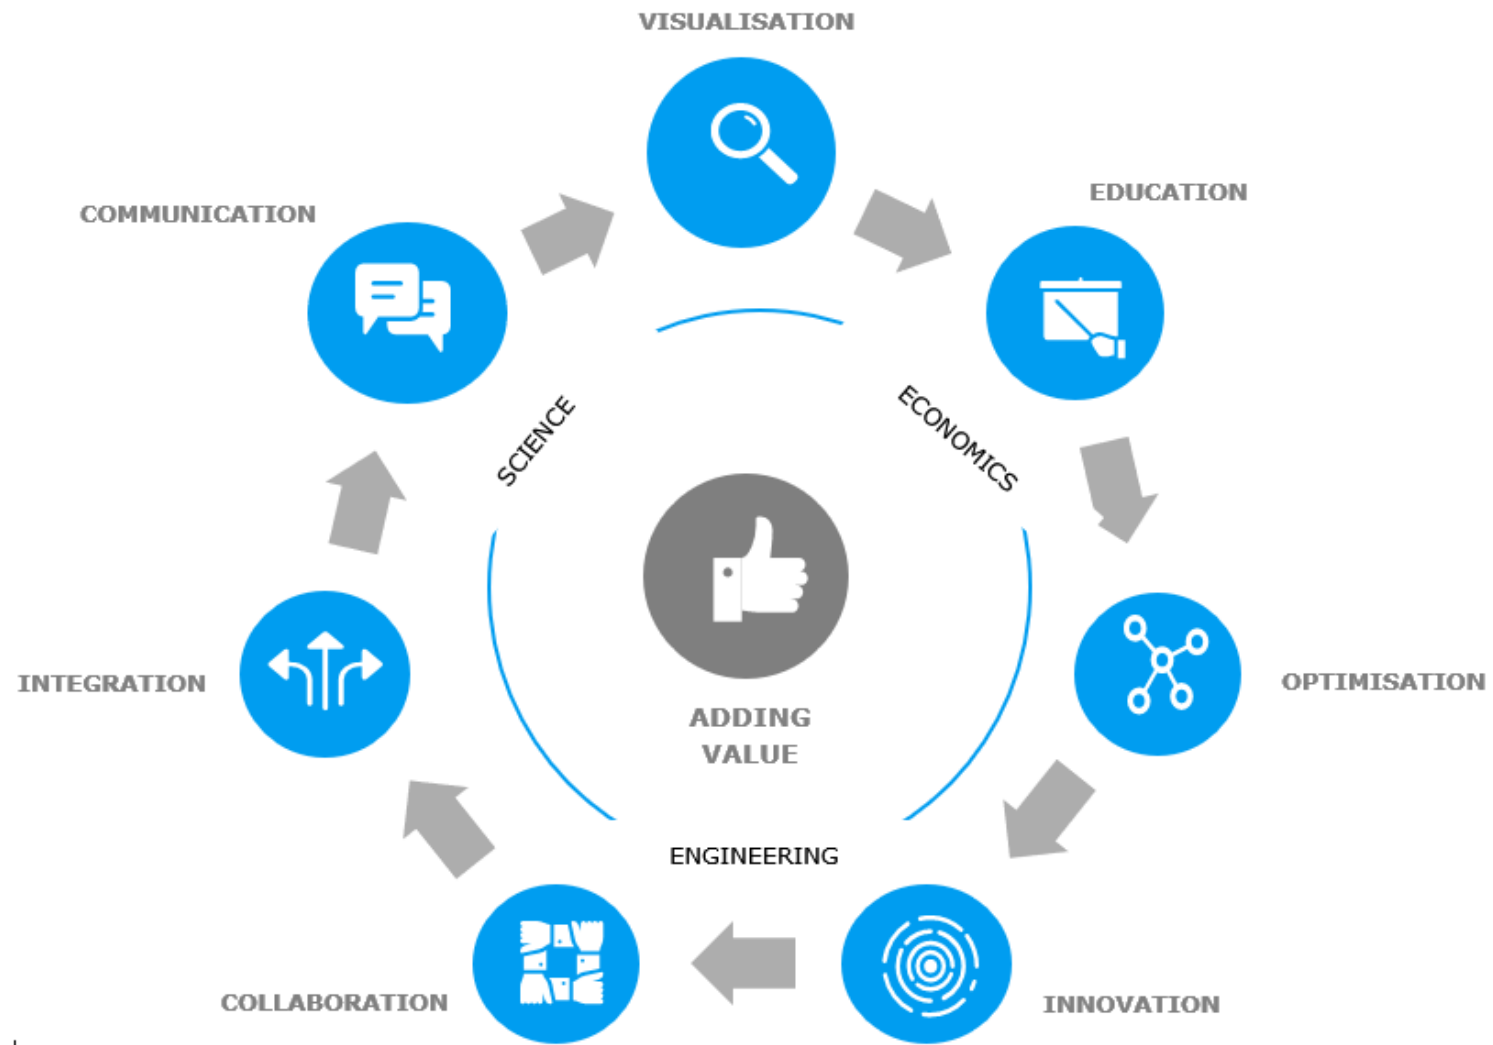 VISUALISATION
EDUCATION
COMMUNICATION
SCIENCE
ECONOMICS
INTEGRATION
OPTIMISATION
ADDING
VALUE
ENGINEERING
COLLABORATION
INNOVATION